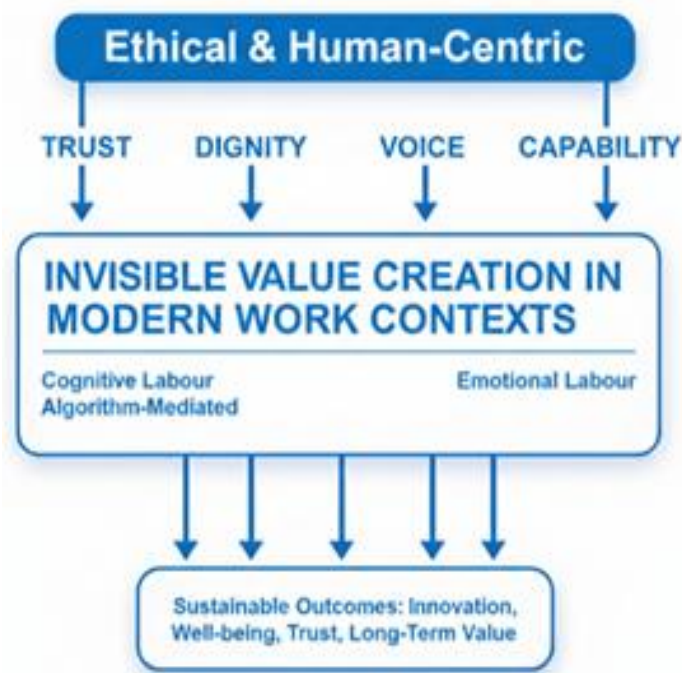 Ethical & Human-Centric
TRUST DIGNITY VOICE CAPABILITY
INVISIBLE VALUE CREATION IN
MODERN WORK CONTEXTS
Cognitive Labour Emotional Labour
Algorithm-Mediated
Sustainable Outcomes: Innovation,
Well-being, Trust, Long-Term Value